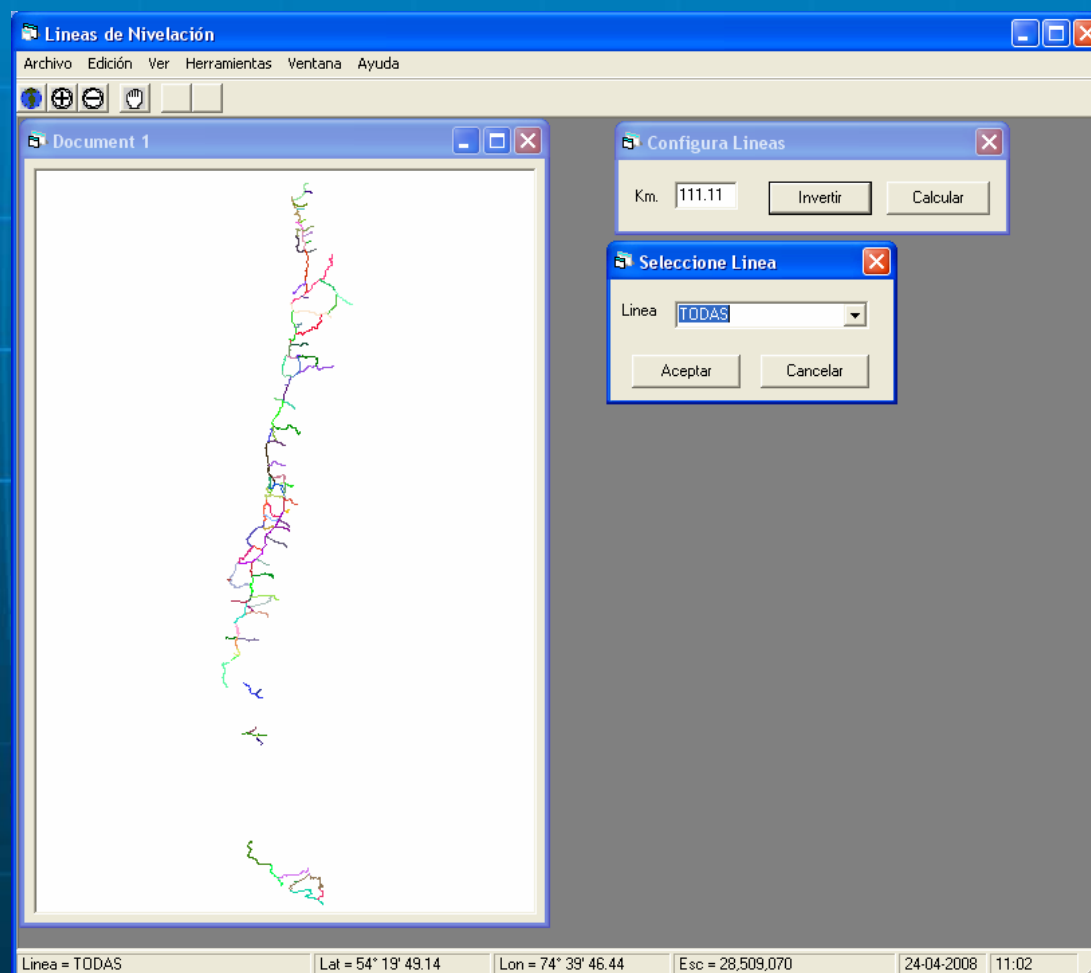 Lineas de Nivelación
Archivo Edición Ver Herramientas Ventana Ayuda
Document 1
Configura Lineas
Km. 111.11 Invertir Calcular
Seleccione Linea
Linea TODAS
Aceptar Cancelar
Linea = TODAS Lat = 54° 19' 49.14 Lon = 74° 39' 46.44 Esc = 28,509,070 24-04-2008 11:02